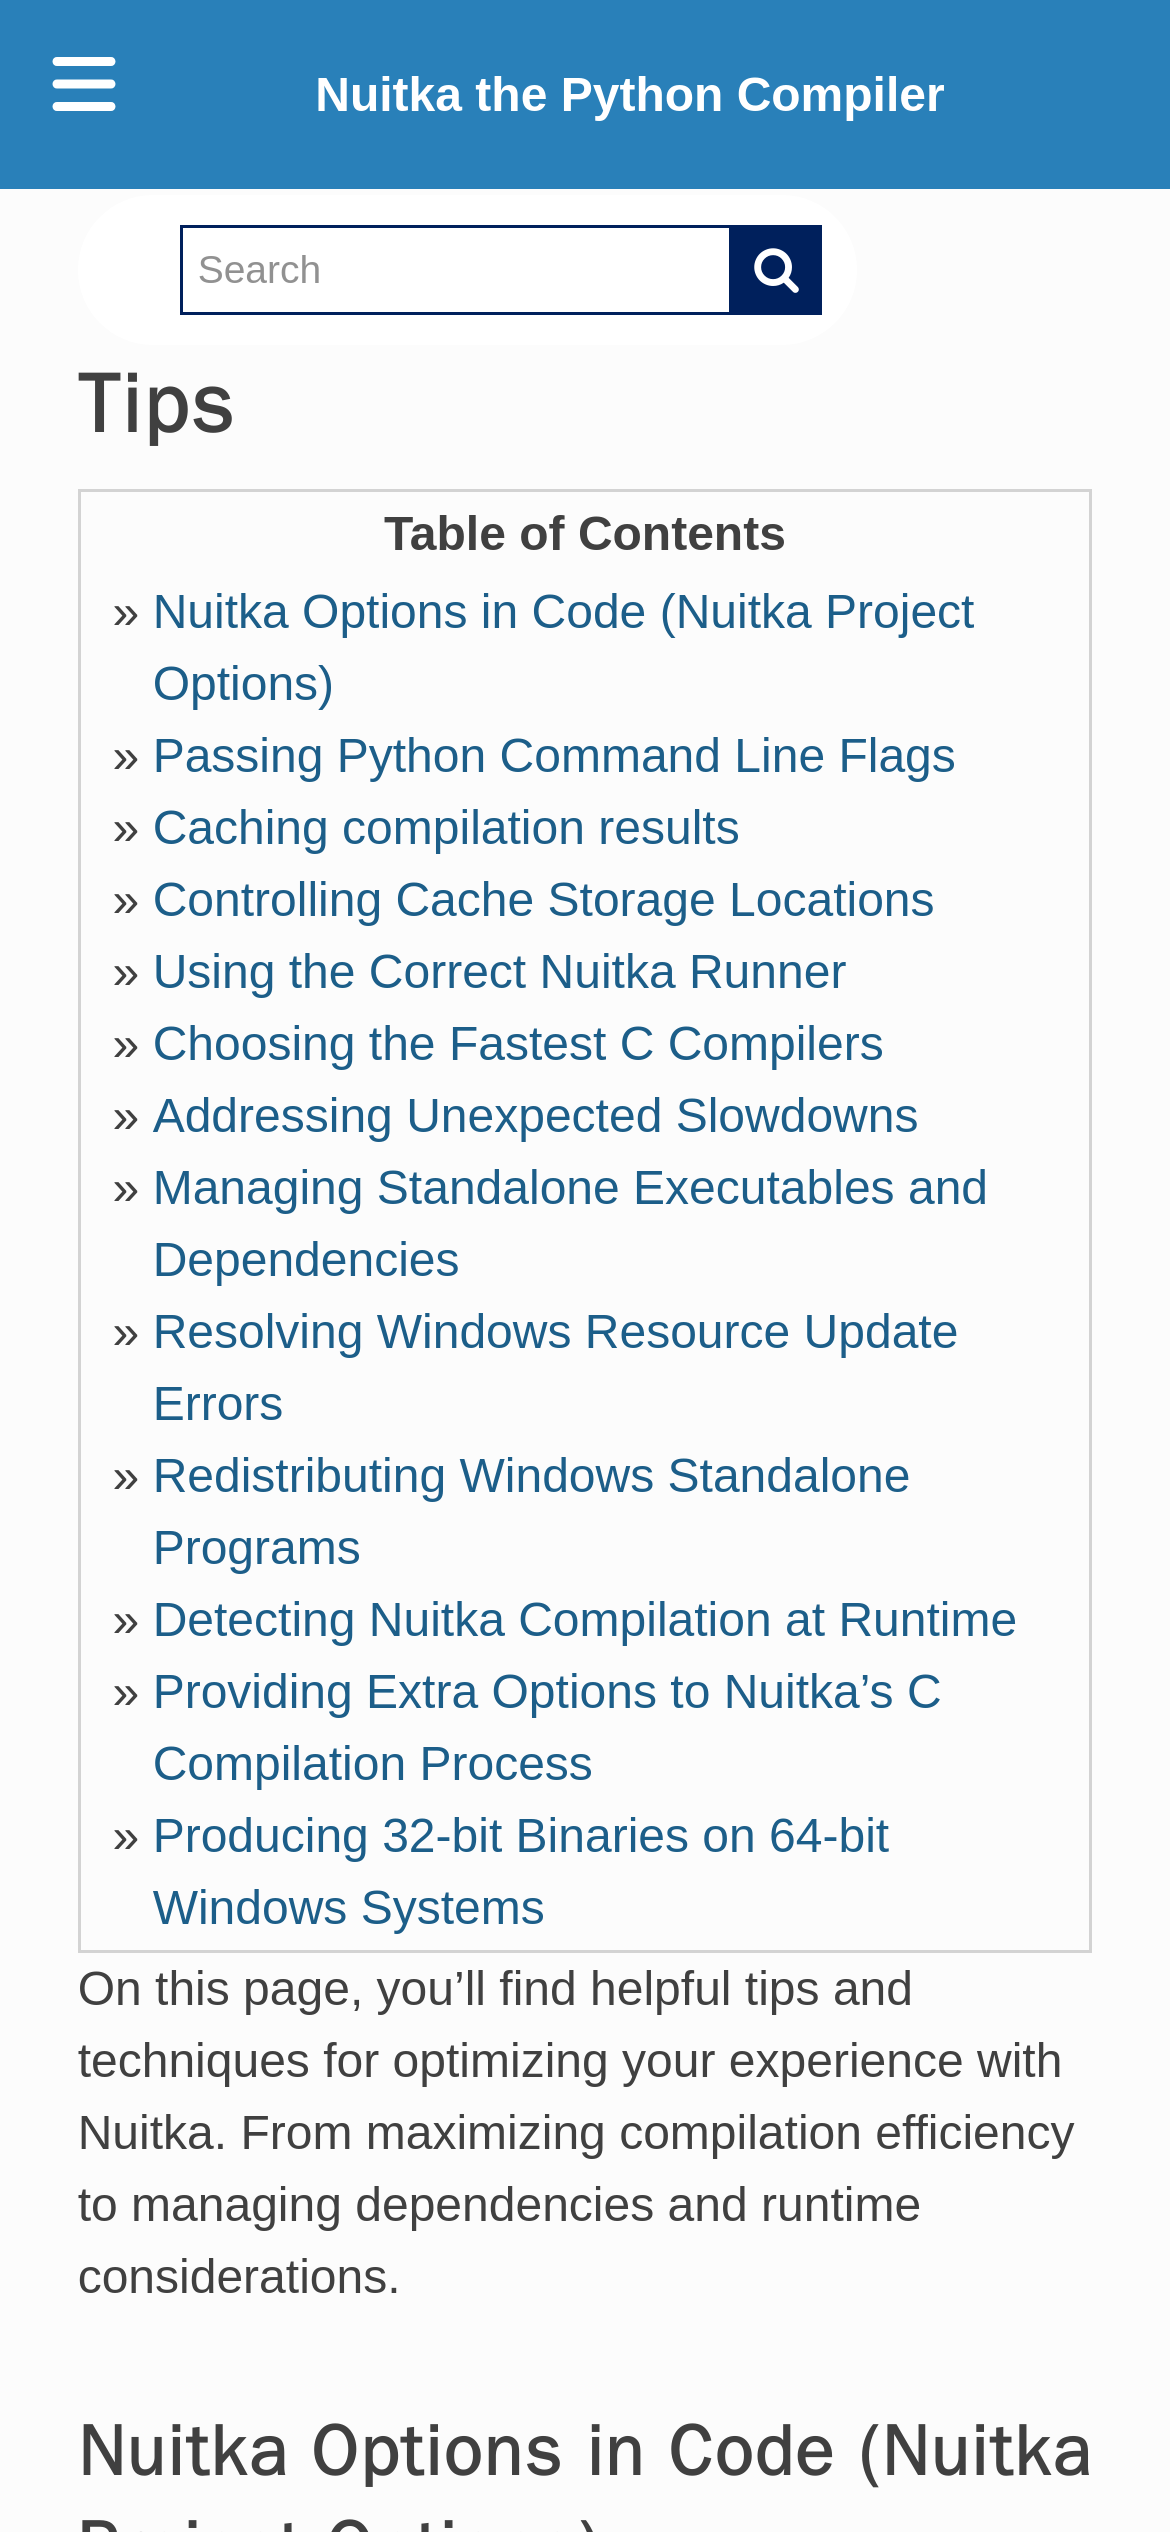 Nuitka the Python Compiler
Search
Tips
Table of Contents
» Nuitka Options in Code (Nuitka Project
Options)
» Passing Python Command Line Flags
» Caching compilation results
» Controlling Cache Storage Locations
» Using the Correct Nuitka Runner
» Choosing the Fastest C Compilers
» Addressing Unexpected Slowdowns
» Managing Standalone Executables and
Dependencies
» Resolving Windows Resource Update
Errors
» Redistributing Windows Standalone
Programs
» Detecting Nuitka Compilation at Runtime
» Providing Extra Options to Nuitka’s C
Compilation Process
» Producing 32-bit Binaries on 64-bit
Windows Systems
On this page, you’ll find helpful tips and
techniques for optimizing your experience with
Nuitka. From maximizing compilation efficiency
to managing dependencies and runtime
considerations.
Nuitka Options in Code (Nuitka
Project Options)